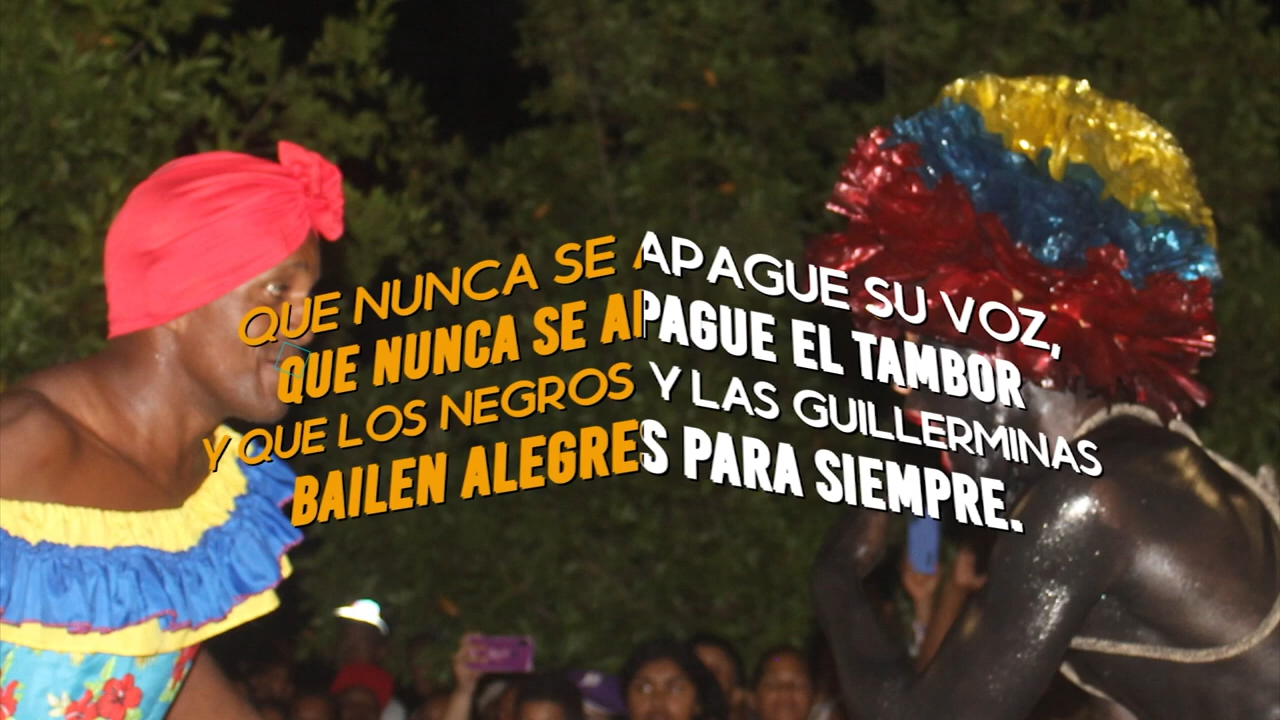 QUE NUNCA SE APAGUE SU VOZ,
QUE NUNCA SE APAGUE EL TAMBOR
Y QUE LOS NEGROS Y LAS GUILLERMINAS
BAILEN ALEGRES PARA SIEMPRE.